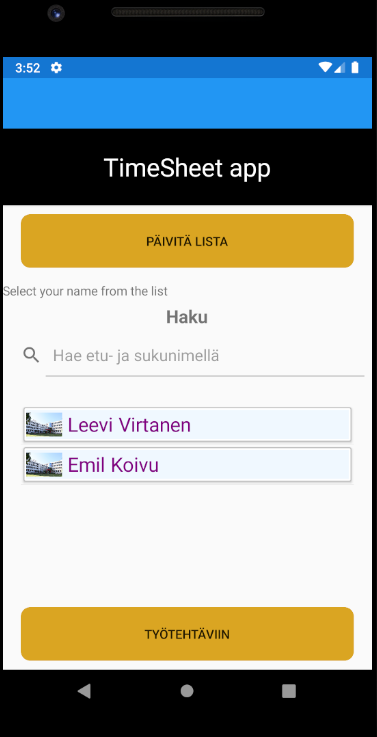 3:52
TimeSheet app
PÄIVITÄ LISTA
Select your name from the list
Haku
Hae etu- ja sukunimellä
Leevi Virtanen
Emil Koivu
TYÖTEHTÄVIIN